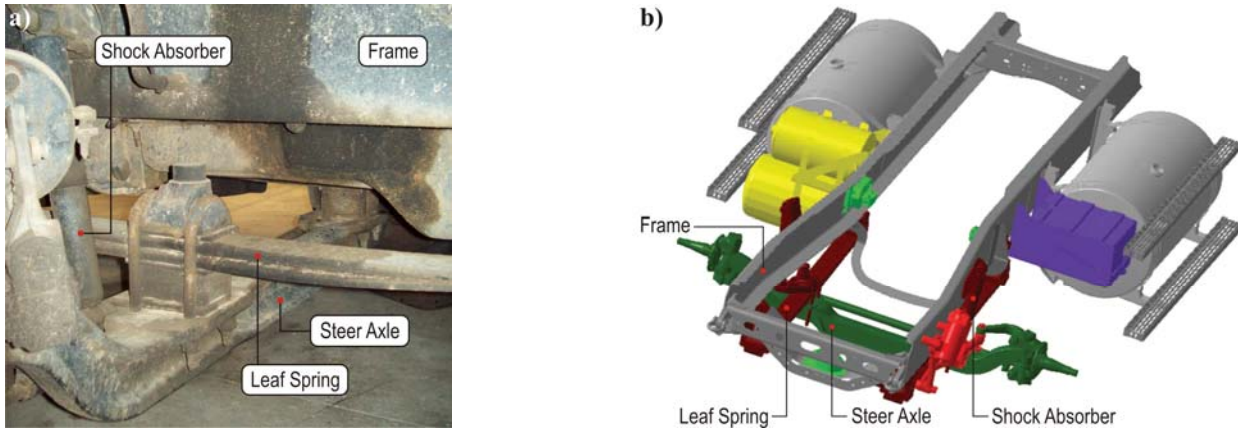 a)
Shock Absorber
Frame
Steer Axle
Leaf Spring
b)
Frame
Leaf Spring
Steer Axle
Shock Absorber